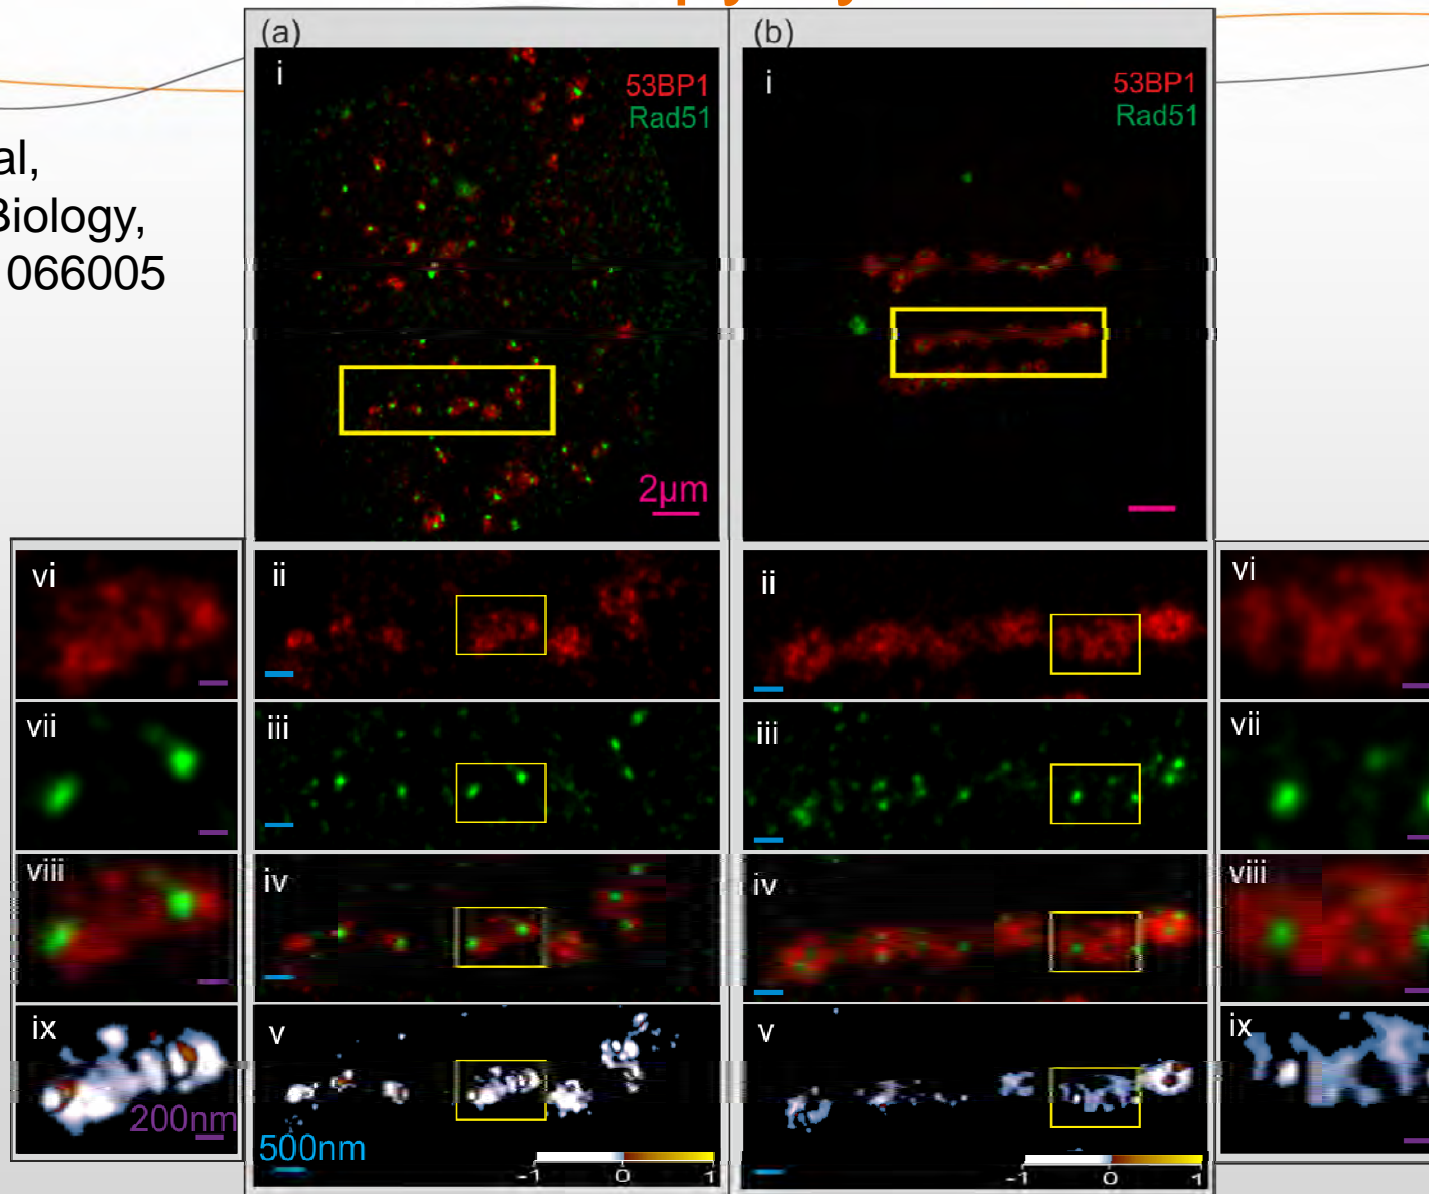 al,
Biology,
066005
(a)
i
53BP1
Rad51
2μm
(b)
i
53BP1
Rad51
vi
vii
viii
ix
200nm
ii
iii
iv
v
500nm
-1 0 1
ii
iii
iv
v
-1 0 1
vi
vii
viii
ix